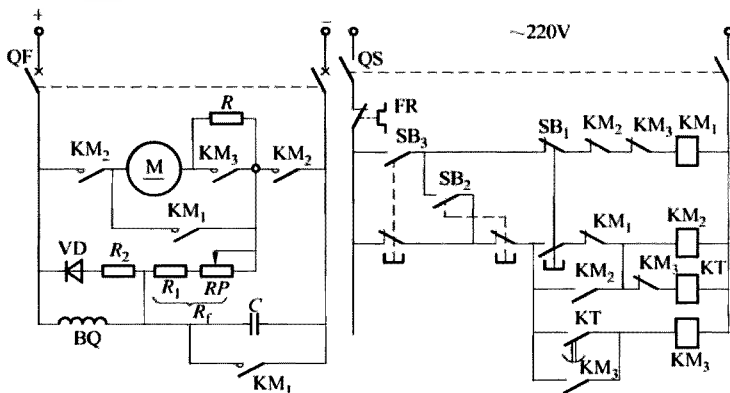 + − ~220V
QF QS
R FR
SB₃ SB₁ KM₂ KM₃ KM₁
KM₂ M KM₃ KM₂
SB₂
KM₁ KM₁ KM₂
VD R₂ R₁ RP KM₂ KM₃ KT
R_f C
BQ KT
KM₃
KM₁ KM₃